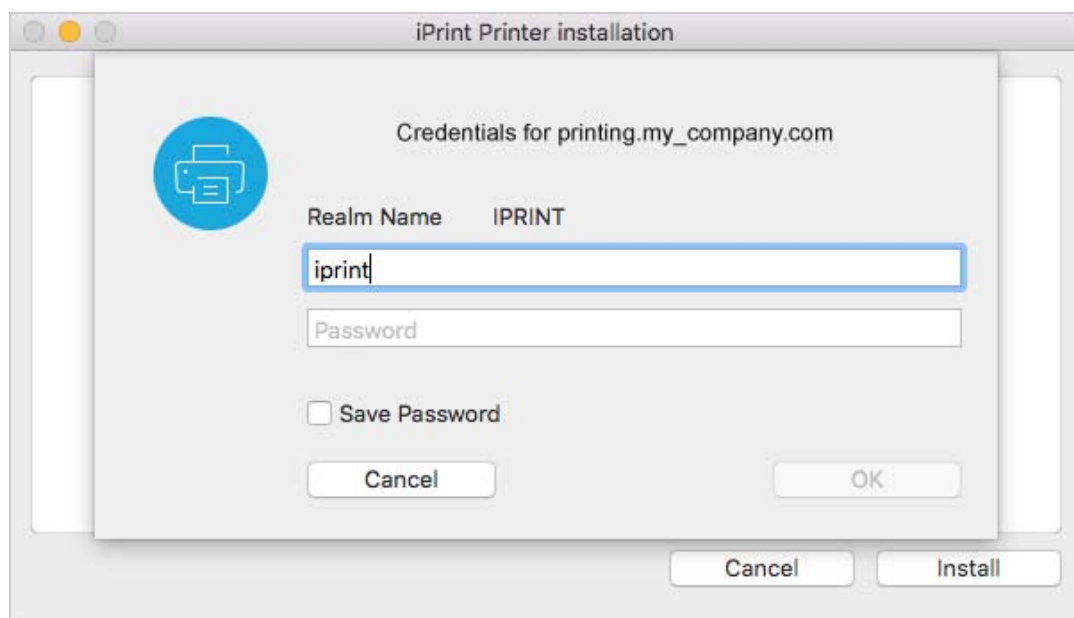 iPrint Printer installation
Credentials for printing.my_company.com
Realm Name IPRINT
iprint
Password
Save Password
Cancel OK
Cancel Install